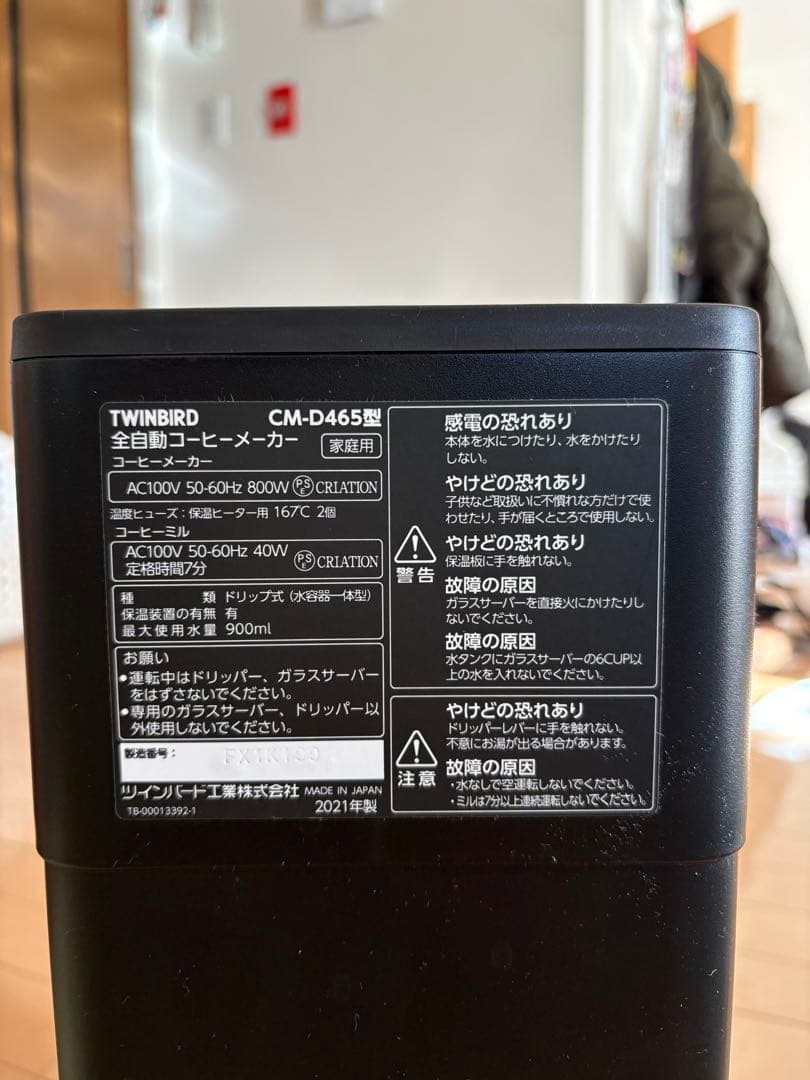 TWINBIRD CM-D465型
全自動コーヒーメーカー 家庭用
コーヒーメーカー
AC100V 50-60Hz 800W PSE CRIATION
温度ヒューズ:保温ヒーター用 167℃ 2個
コーヒーミル
AC100V 50-60Hz 40W PSE CRIATION
定格時間7分
種 類 ドリップ式 (水容器一体型)
保温装置の有無 有
最大使用水量 900ml
お願い
•運転中はドリッパー、ガラスサーバー
をはずさないでください。
•専用のガラスサーバー、ドリッパー以
外使用しないでください。
製造番号:
ツインバード工業株式会社 MADE IN JAPAN
TB-00013392-1 2021年製
警告
感電の恐れあり
本体を水につけたり、水をかけたり
しない。
やけどの恐れあり
子供など取扱いに不慣れな方だけで使
わせたり、手が届くところで使用しない。
やけどの恐れあり
保温板に手を触れない。
故障の原因
ガラスサーバーを直接火にかけたりし
ないでください。
故障の原因
水タンクにガラスサーバーの6CUP以
上の水を入れないでください。
注意
やけどの恐れあり
ドリッパーレバーに手を触れない。
不意にお湯が出る場合があります。
故障の原因
・水なしで空運転しないでください。
・ミルは7分以上連続運転しないでください。